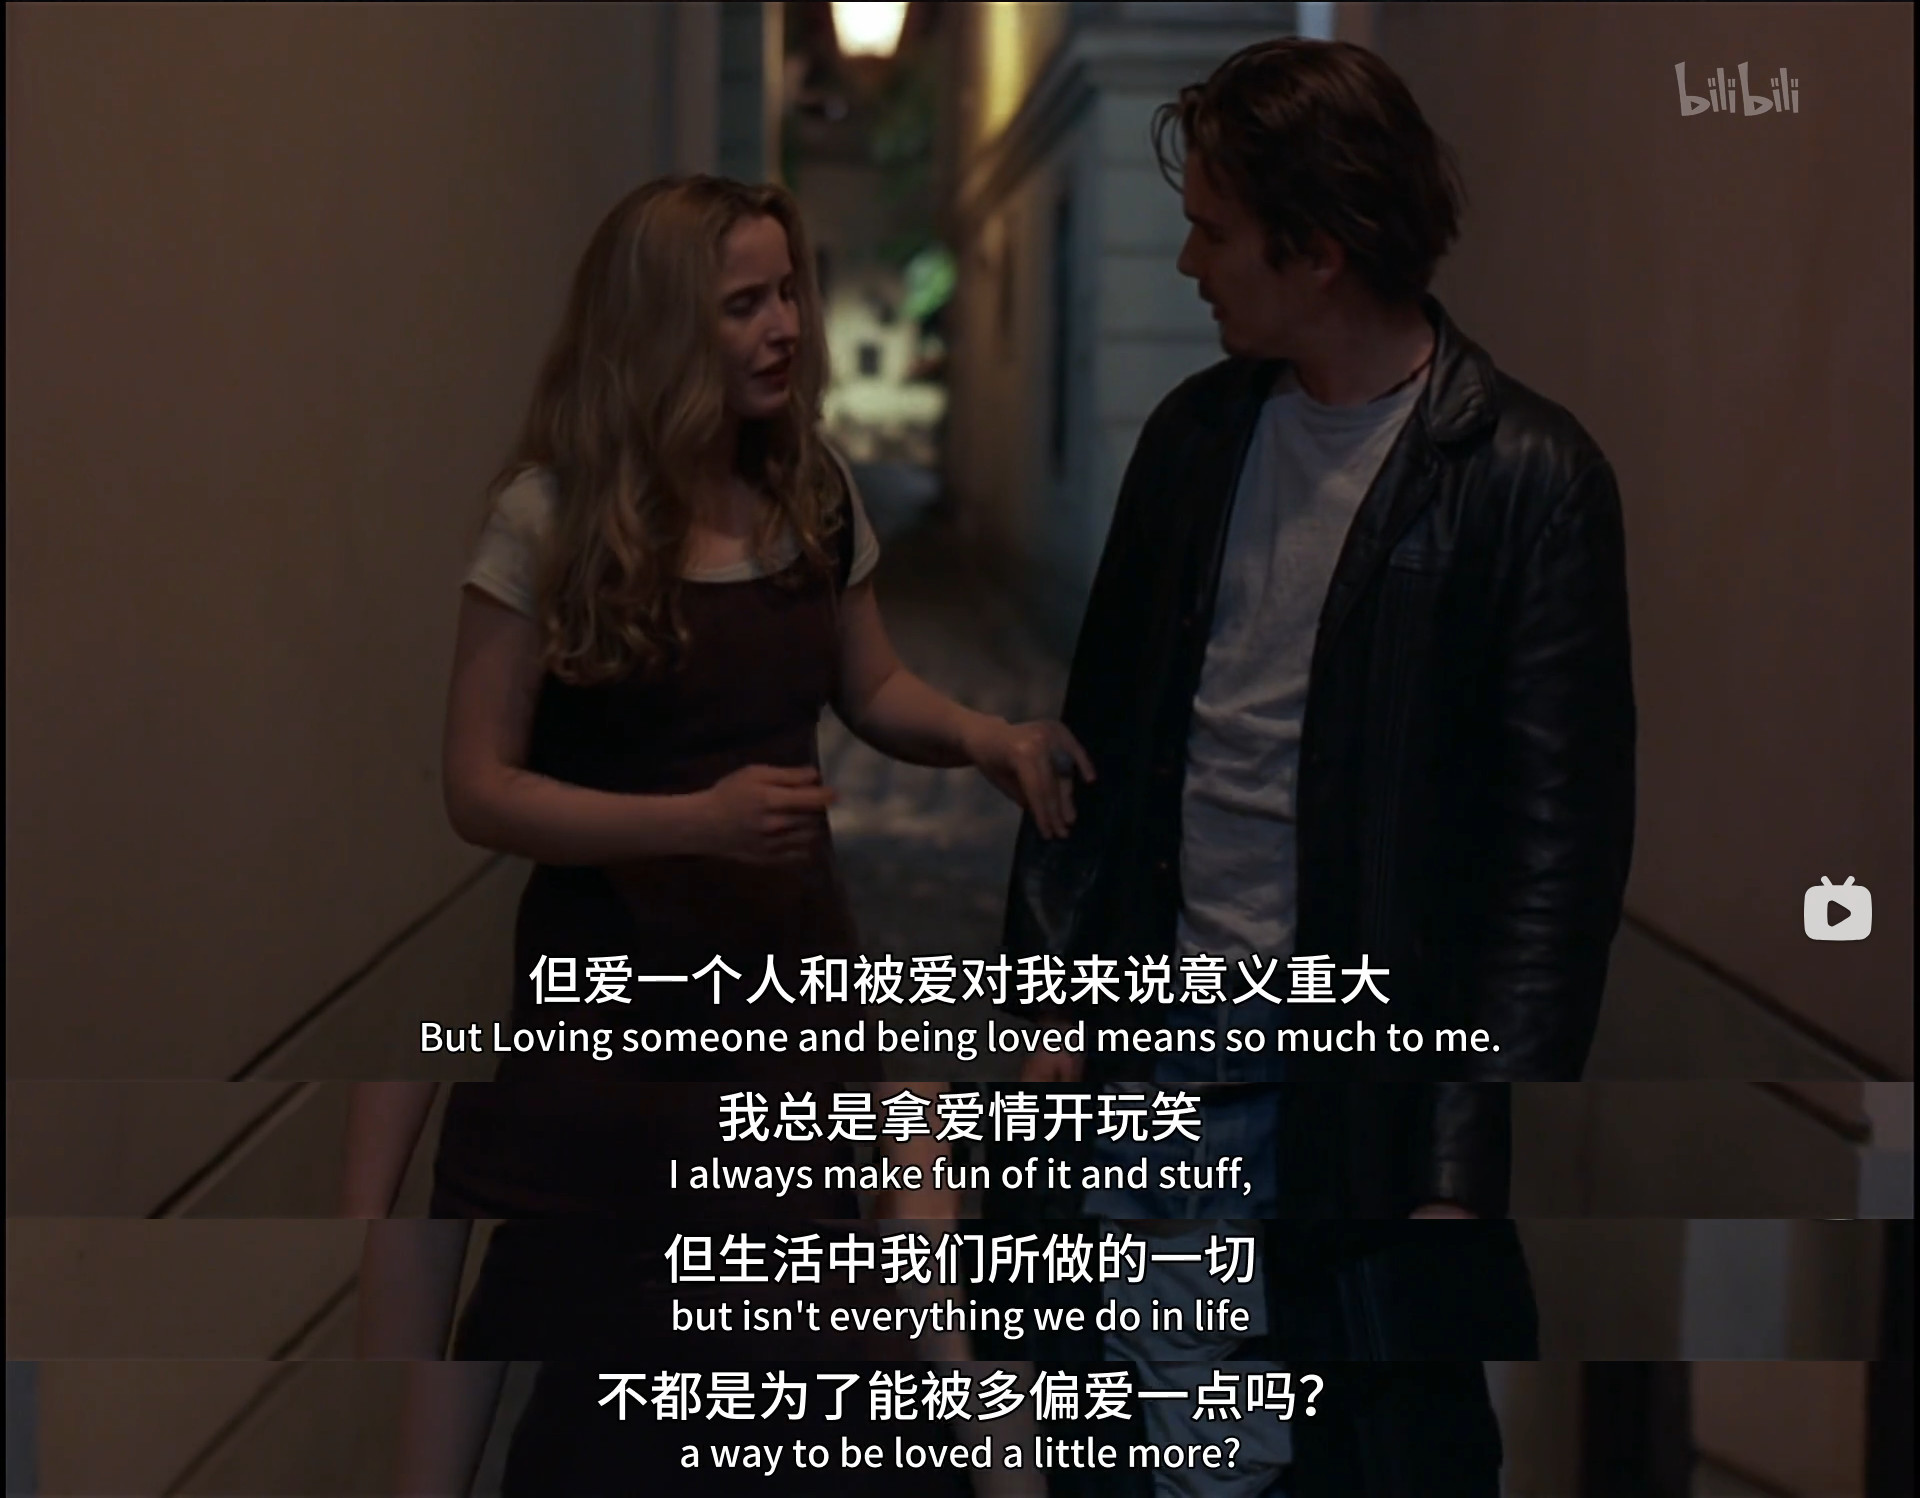 bilibili
但爱一个人和被爱对我来说意义重大
But Loving someone and being loved means so much to me.
我总是拿爱情开玩笑
I always make fun of it and stuff,
但生活中我们所做的一切
but isn't everything we do in life
不都是为了能被多偏爱一点吗?
a way to be loved a little more?